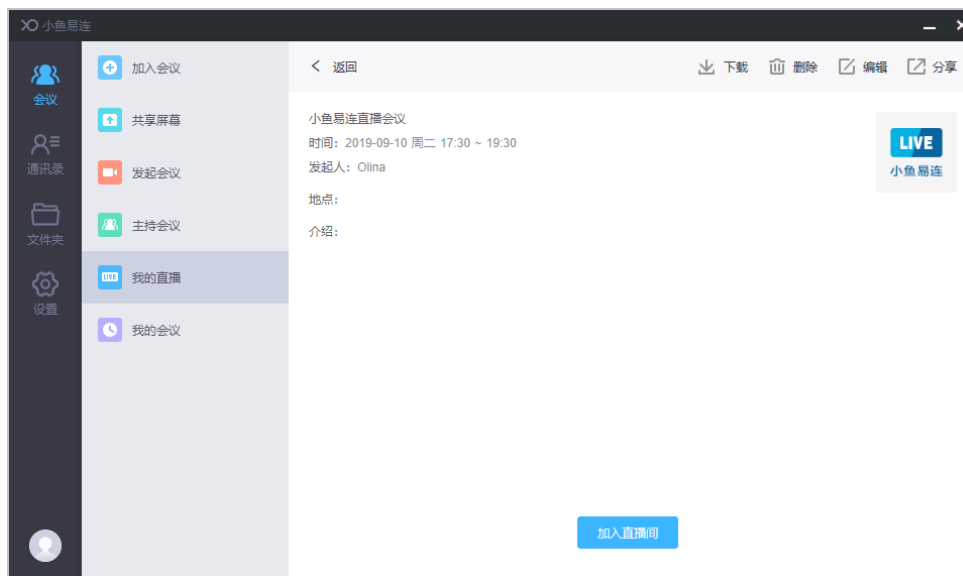 小鱼易连
会议
通讯录
文件夹
设置
加入会议
共享屏幕
发起会议
主持会议
LIVE
我的直播
我的会议
返回
下载
删除
编辑
分享
小鱼易连直播会议
时间：2019-09-10 周二 17:30 ~ 19:30
发起人：Olina
地点：
介绍：
LIVE
小鱼易连
加入直播间